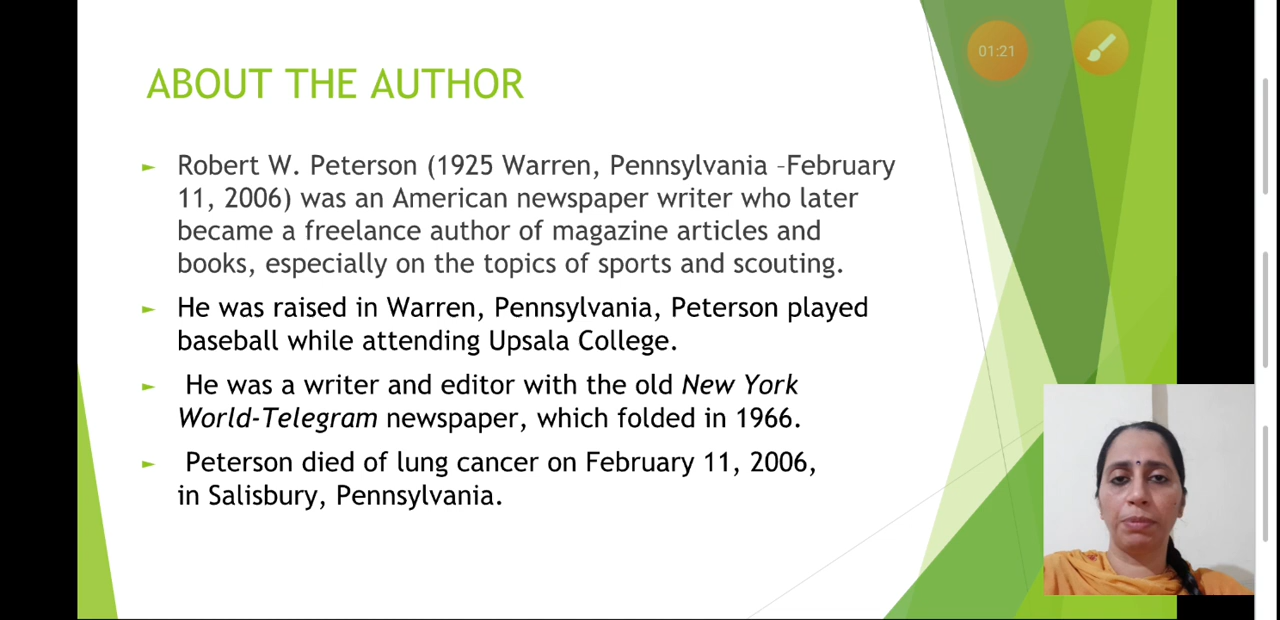 01:21
ABOUT THE AUTHOR
► Robert W. Peterson (1925 Warren, Pennsylvania –February
11, 2006) was an American newspaper writer who later
became a freelance author of magazine articles and
books, especially on the topics of sports and scouting.
► He was raised in Warren, Pennsylvania, Peterson played
baseball while attending Upsala College.
► He was a writer and editor with the old New York
World-Telegram newspaper, which folded in 1966.
► Peterson died of lung cancer on February 11, 2006,
in Salisbury, Pennsylvania.